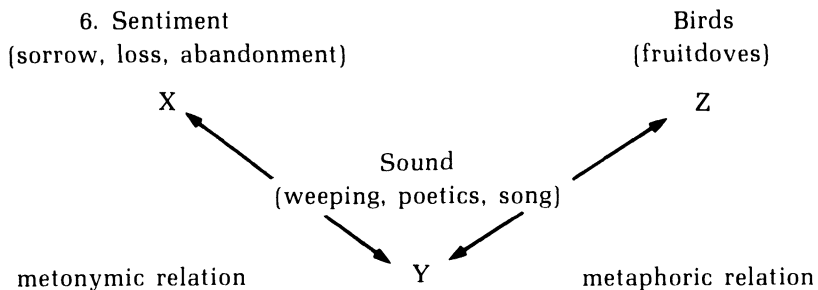 6. Sentiment
(sorrow, loss, abandonment)
X
Birds
(fruitdoves)
Z
Sound
(weeping, poetics, song)
Y
metonymic relation
metaphoric relation